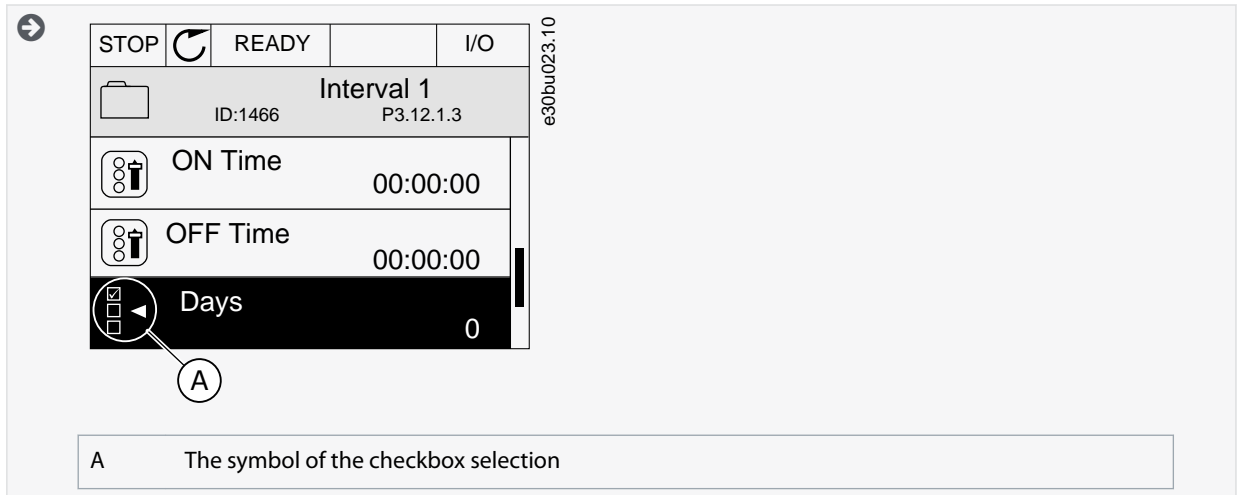 STOP READY I/O
Interval 1
ID:1466 P3.12.1.3
ON Time
00:00:00
OFF Time
00:00:00
Days
0
A
e30bu023.10
A The symbol of the checkbox selection